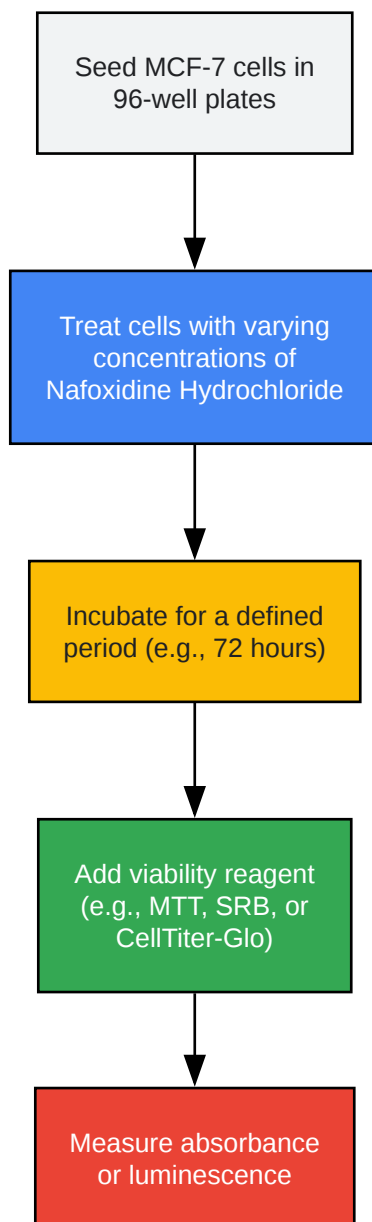 Seed MCF-7 cells in
96-well plates
Treat cells with varying
concentrations of
Nafoxidine Hydrochloride
Incubate for a defined
period (e.g., 72 hours)
Add viability reagent
(e.g., MTT, SRB, or
CellTiter-Glo)
Measure absorbance
or luminescence